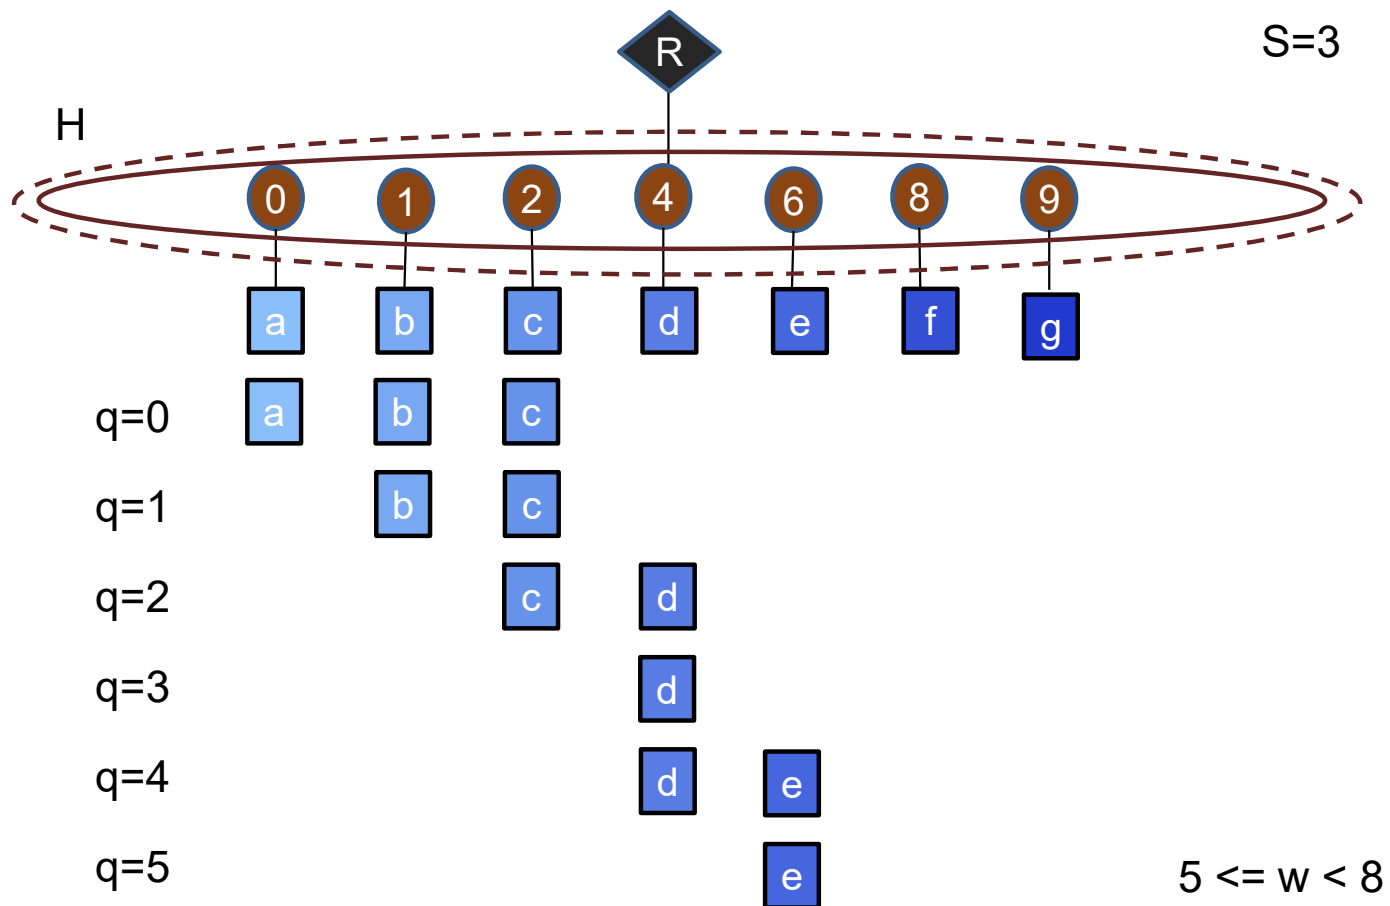 R
S=3
H
0 1 2 4 6 8 9
a b c d e f g
q=0 a b c
q=1 b c
q=2 c d
q=3 d
q=4 d e
q=5 e
5 <= w < 8